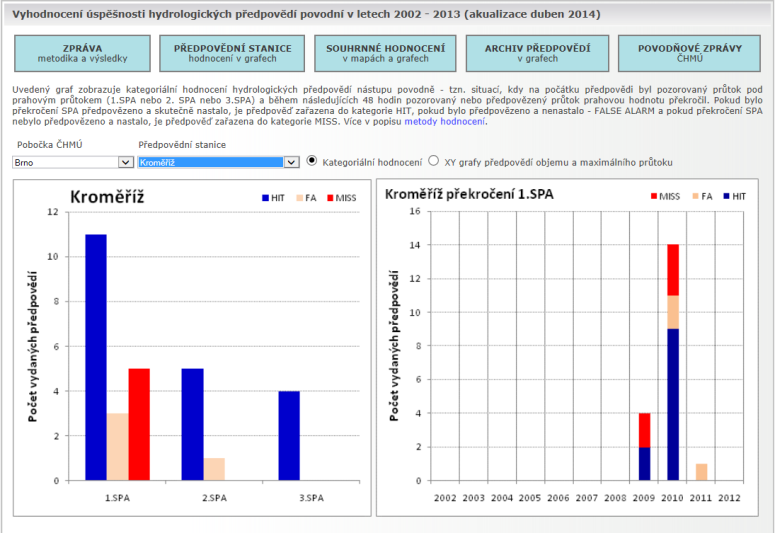 Vyhodnocení úspěšnosti hydrologických předpovědí povodní v letech 2002 - 2013 (akualizace duben 2014)
ZPRÁVA
metodika a výsledky
PŘEDPOVĚDNÍ STANICE
hodnocení v grafech
SOUHRNNÉ HODNOCENÍ
v mapách a grafech
ARCHIV PŘEDPOVĚDÍ
v grafech
POVODŇOVÉ ZPRÁVY
ČHMÚ
Uvedený graf zobrazuje kategoriální hodnocení hydrologických předpovědí nástupu povodně - tzn. situací, kdy na počátku předpovědi byl pozorovaný průtok pod
prahovým průtokem (1.SPA nebo 2. SPA nebo 3.SPA) a během následujících 48 hodin pozorovaný nebo předpovězený průtok prahovou hodnotu překročil. Pokud bylo
překročení SPA předpovězeno a skutečně nastalo, je předpověď zařazena do kategorie HIT, pokud bylo předpovězeno a nenastalo - FALSE ALARM a pokud překročení SPA
nebylo předpovězeno a nastalo, je předpověď zařazena do kategorie MISS. Více v popisu metody hodnocení.
Pobočka ČHMÚ
Předpovědní stanice
Brno
Kroměříž
Kategoriální hodnocení
XY grafy předpovědí objemu a maximálního průtoku
Kroměříž
HIT FA MISS
Počet vydaných předpovědí
12
10
8
6
4
2
0
1.SPA 2.SPA 3.SPA
Kroměříž překročení 1.SPA
MISS FA HIT
Počet vydaných předpovědí
16
14
12
10
8
6
4
2
0
2002 2003 2004 2005 2006 2007 2008 2009 2010 2011 2012